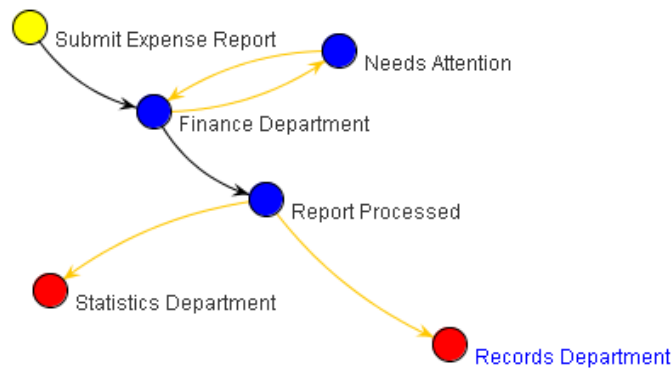 Submit Expense Report
Needs Attention
Finance Department
Report Processed
Statistics Department
Records Department